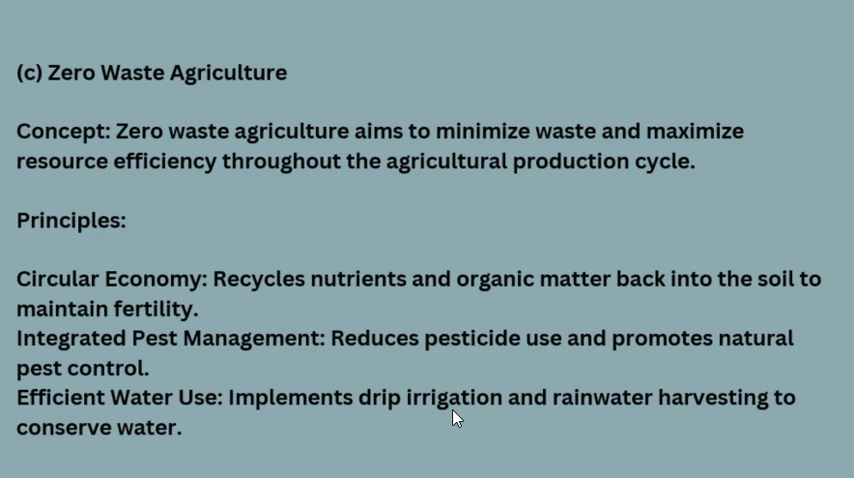 (c) Zero Waste Agriculture
Concept: Zero waste agriculture aims to minimize waste and maximize
resource efficiency throughout the agricultural production cycle.
Principles:
Circular Economy: Recycles nutrients and organic matter back into the soil to
maintain fertility.
Integrated Pest Management: Reduces pesticide use and promotes natural
pest control.
Efficient Water Use: Implements drip irrigation and rainwater harvesting to
conserve water.